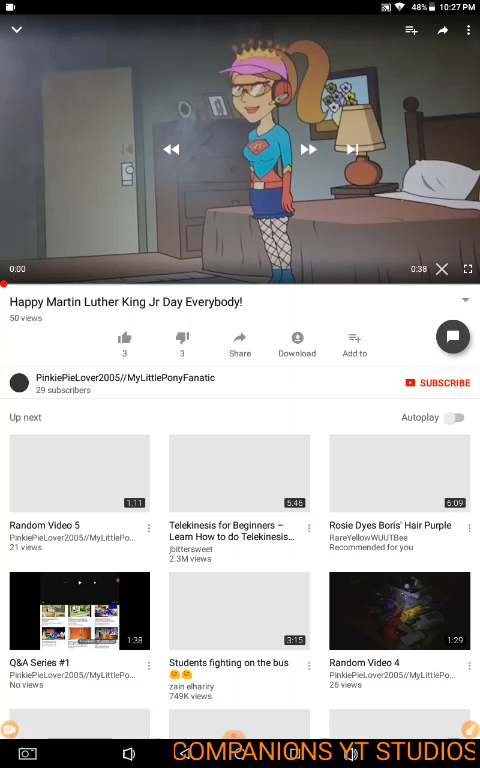 48% 10:27 PM
0:00
0:38
Happy Martin Luther King Jr Day Everybody!
50 views
3
3
Share
Download
Add to
PinkiePieLover2005//MyLittlePonyFanatic
29 subscribers
SUBSCRIBE
Up next
Autoplay
1:11
5:46
6:09
Random Video 5
PinkiePieLover2005//MyLittlePo...
21 views
Telekinesis for Beginners –
Learn How to do Telekinesis...
jbittersweet
2.3M views
Rosie Dyes Boris' Hair Purple
RareYellowWUUTBee
Recommended for you
1:38
3:15
1:29
Q&A Series #1
PinkiePieLover2005//MyLittlePo...
No views
Students fighting on the bus
🤗🤗
zain elhariry
749K views
Random Video 4
PinkiePieLover2005//MyLittlePo...
26 views
COMPANIONS YT STUDIOS